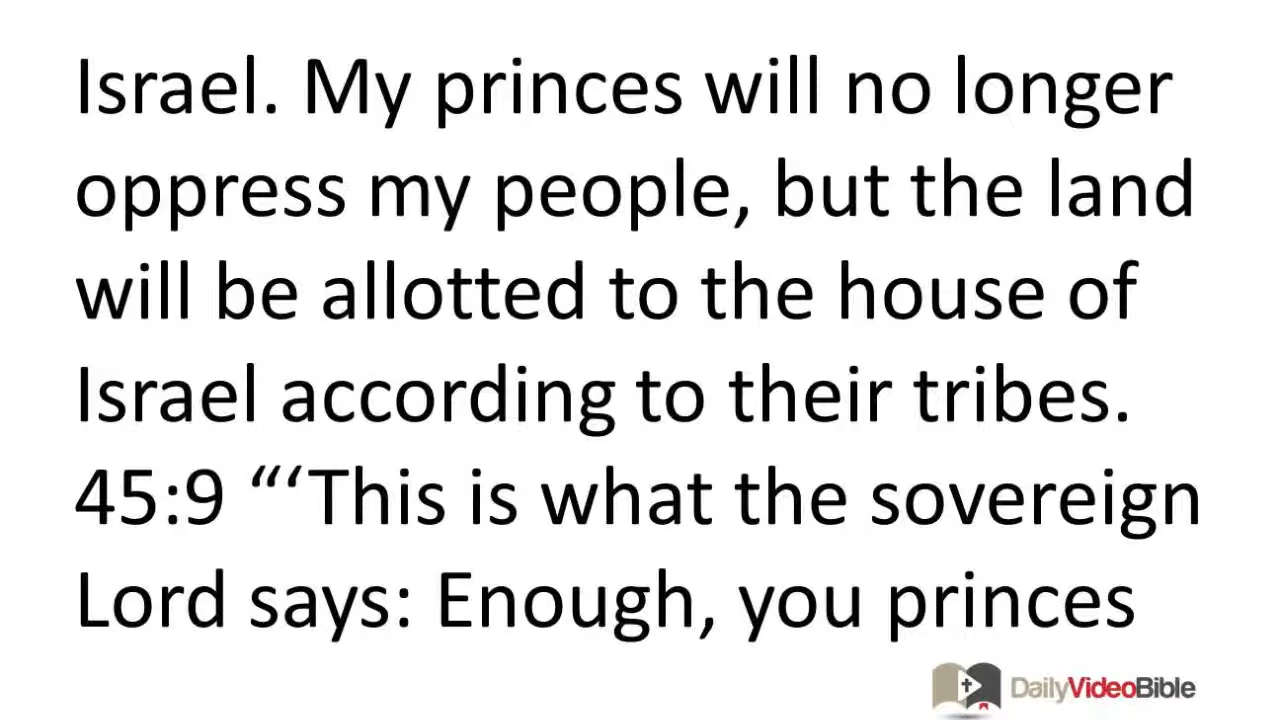 Israel. My princes will no longer
oppress my people, but the land
will be allotted to the house of
Israel according to their tribes.
45:9 “‘This is what the sovereign
Lord says: Enough, you princes
DailyVideoBible